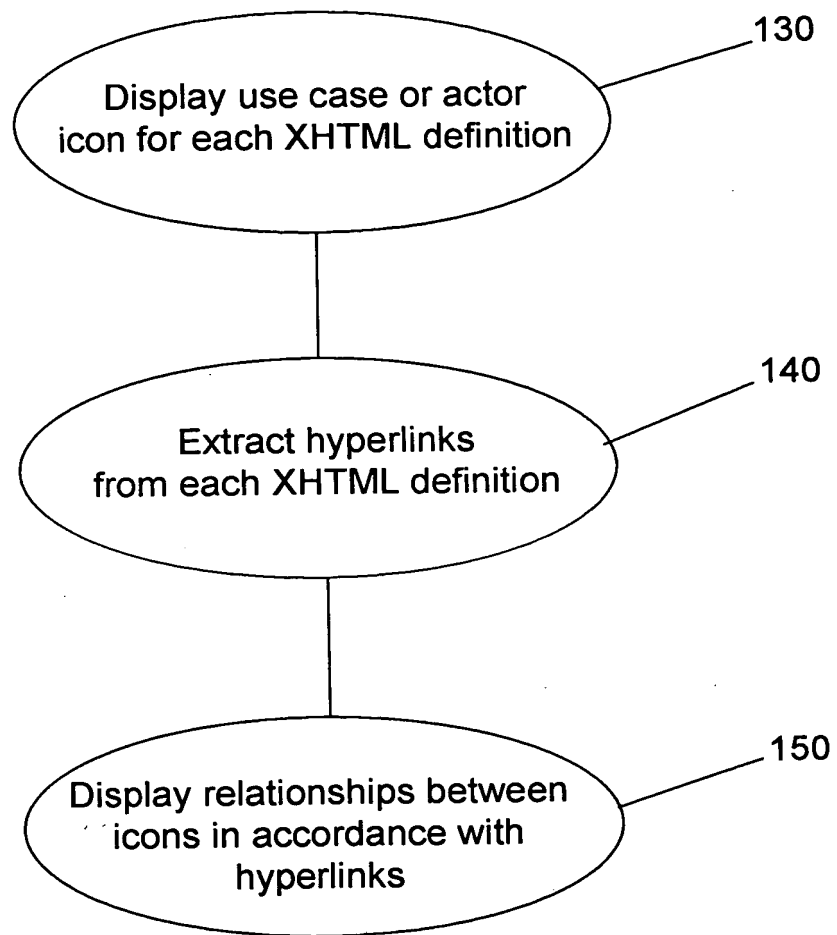 130
Display use case or actor
icon for each XHTML definition
140
Extract hyperlinks
from each XHTML definition
150
Display relationships between
icons in accordance with
hyperlinks